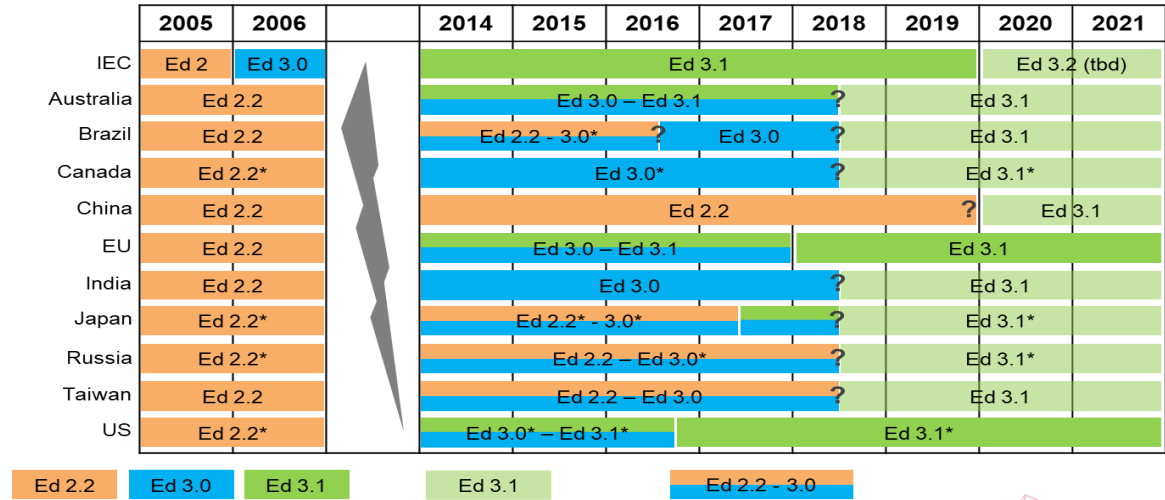 2005 2006 2014 2015 2016 2017 2018 2019 2020 2021
IEC Ed 2 Ed 3.0 Ed 3.1 Ed 3.2 (tbd)
Australia Ed 2.2 Ed 3.0 – Ed 3.1 ? Ed 3.1
Brazil Ed 2.2 Ed 2.2 - 3.0* ? Ed 3.0 ? Ed 3.1
Canada Ed 2.2* Ed 3.0* ? Ed 3.1*
China Ed 2.2 Ed 2.2 ? Ed 3.1
EU Ed 2.2 Ed 3.0 – Ed 3.1 Ed 3.1
India Ed 2.2 Ed 3.0 ? Ed 3.1
Japan Ed 2.2* Ed 2.2* - 3.0* ? Ed 3.1*
Russia Ed 2.2* Ed 2.2 – Ed 3.0* ? Ed 3.1*
Taiwan Ed 2.2 Ed 2.2 – Ed 3.0 ? Ed 3.1
US Ed 2.2* Ed 3.0* – Ed 3.1* Ed 3.1*
Ed 2.2 Ed 3.0 Ed 3.1 Ed 3.1 Ed 2.2 - 3.0